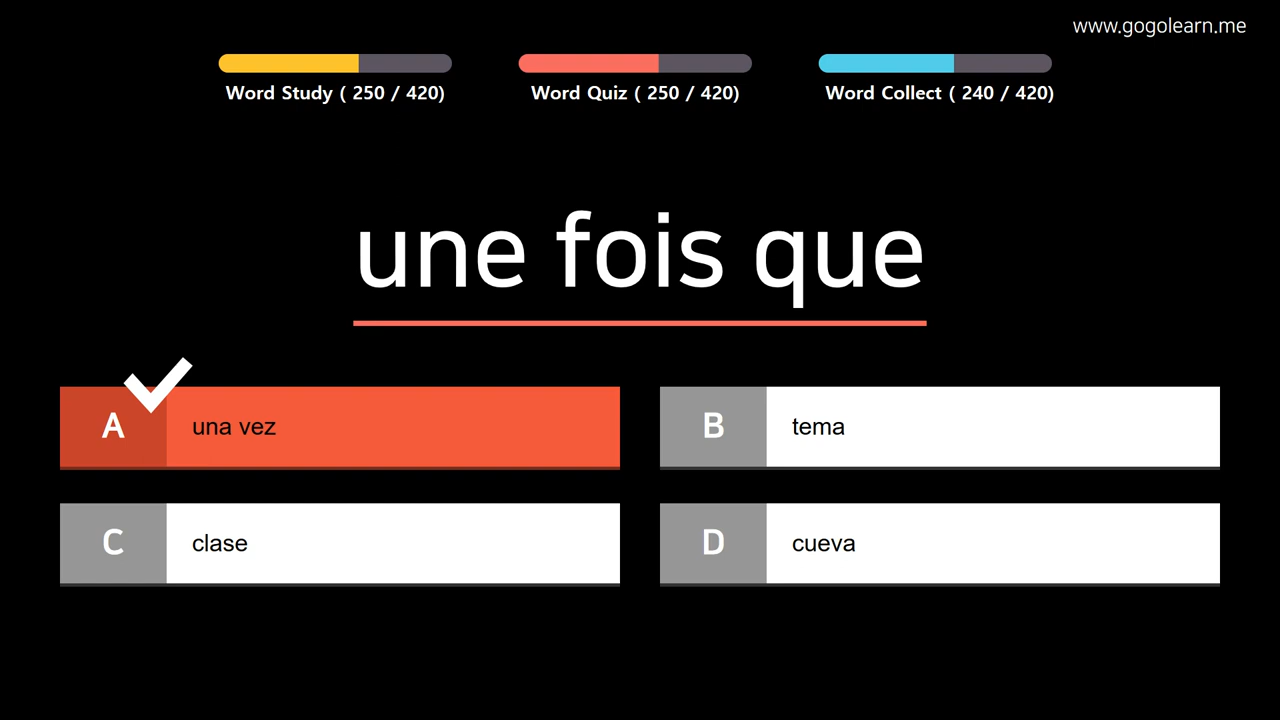 www.gogolearn.me
Word Study ( 250 / 420)
Word Quiz ( 250 / 420)
Word Collect ( 240 / 420)
une fois que
A una vez
B tema
C clase
D cueva